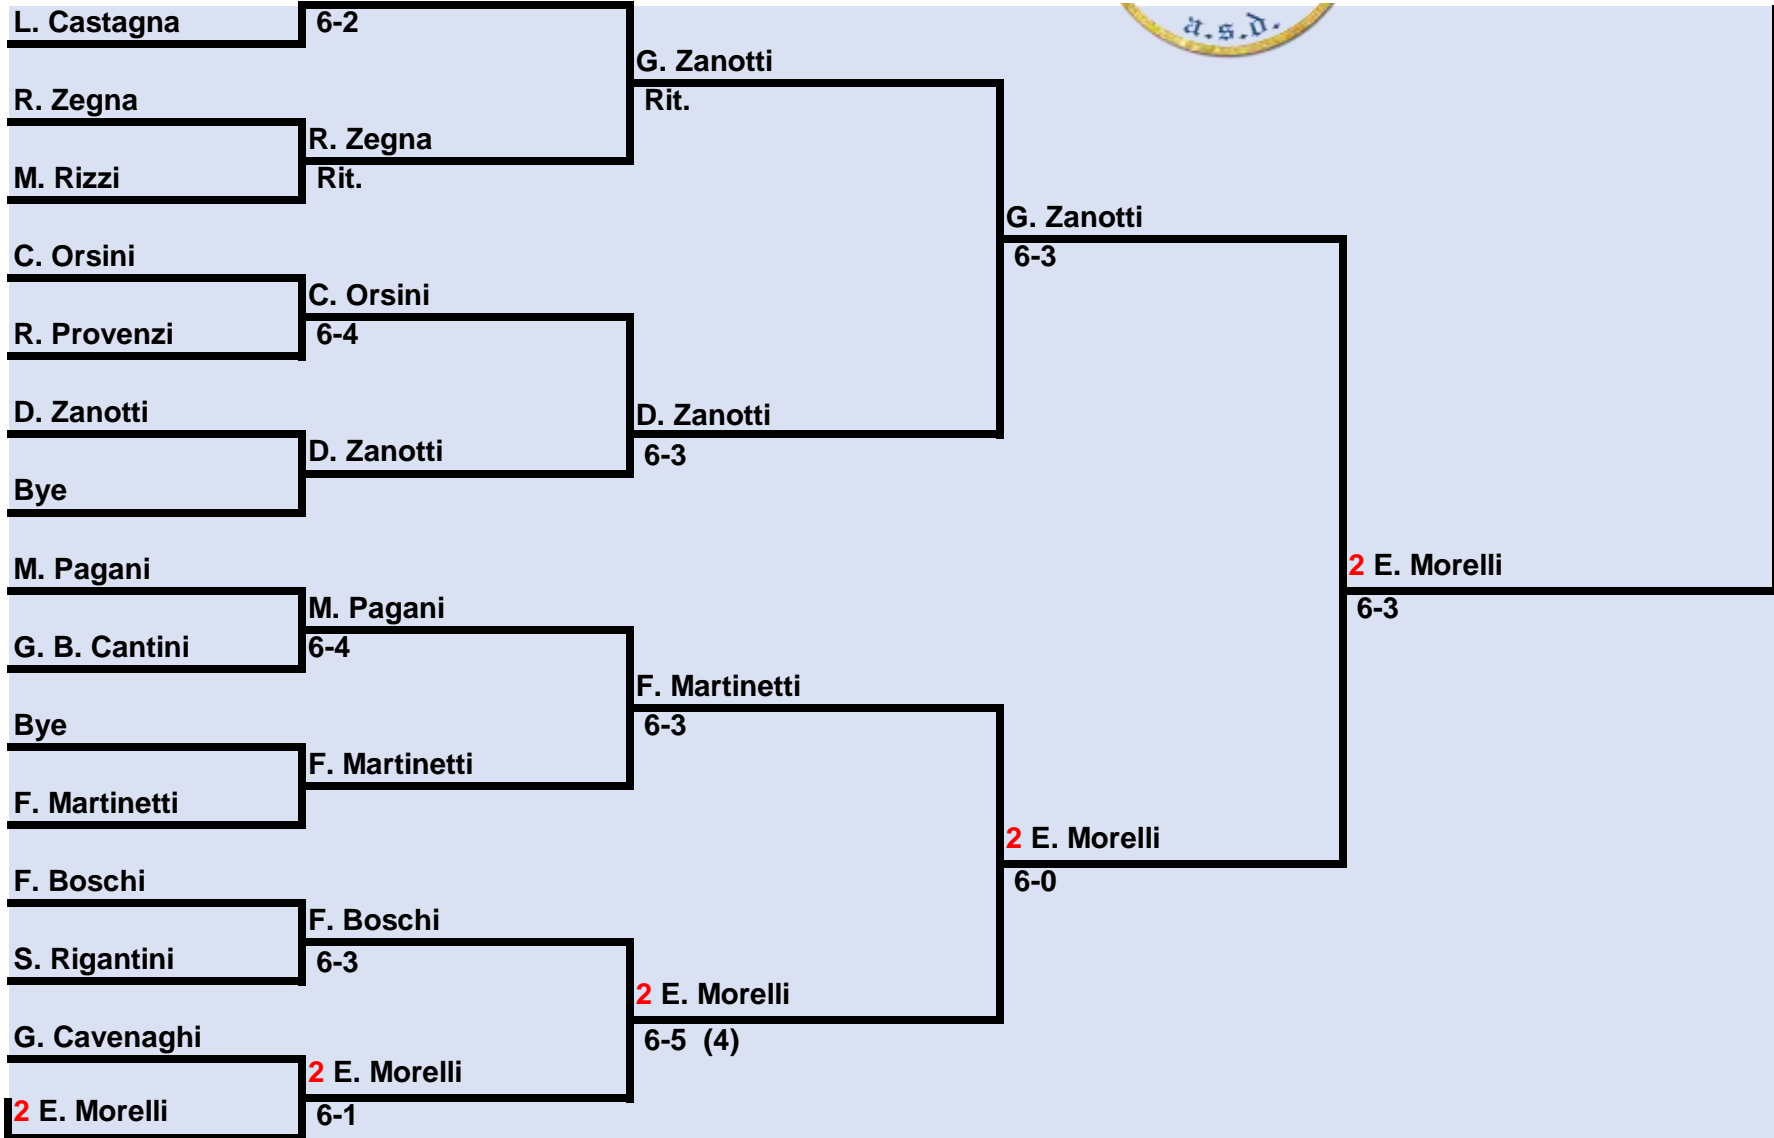 L. Castagna
6-2
a.s.d.
G. Zanotti
R. Zegna
Rit.
R. Zegna
M. Rizzi
Rit.
G. Zanotti
C. Orsini
6-3
C. Orsini
R. Provenzi
6-4
D. Zanotti
D. Zanotti
D. Zanotti
6-3
Bye
M. Pagani
2 E. Morelli
M. Pagani
6-3
G. B. Cantini
6-4
F. Martinetti
Bye
6-3
F. Martinetti
F. Martinetti
2 E. Morelli
F. Boschi
6-0
F. Boschi
S. Rigantini
6-3
2 E. Morelli
G. Cavenaghi
6-5 (4)
2 E. Morelli
2 E. Morelli
6-1